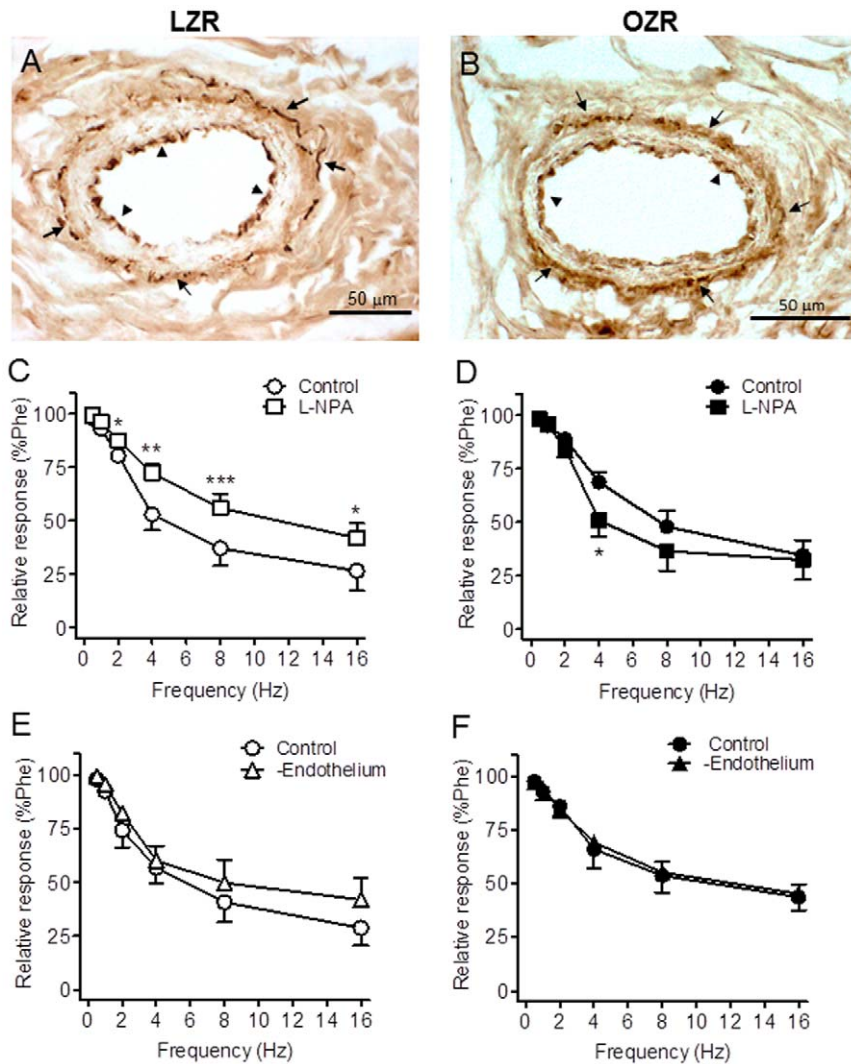 LZR
OZR
A
B
50 µm
50 µm
C
Control
L-NPA
Relative response (%Phe)
100
75
50
25
0
*
**
***
*
0 2 4 6 8 10 12 14 16
Frequency (Hz)
D
Control
L-NPA
Relative response (%Phe)
100
75
50
25
0
*
0 2 4 6 8 10 12 14 16
Frequency (Hz)
E
Control
-Endothelium
Relative response (%Phe)
100
75
50
25
0
0 2 4 6 8 10 12 14 16
Frequency (Hz)
F
Control
-Endothelium
Relative response (%Phe)
100
75
50
25
0
0 2 4 6 8 10 12 14 16
Frequency (Hz)